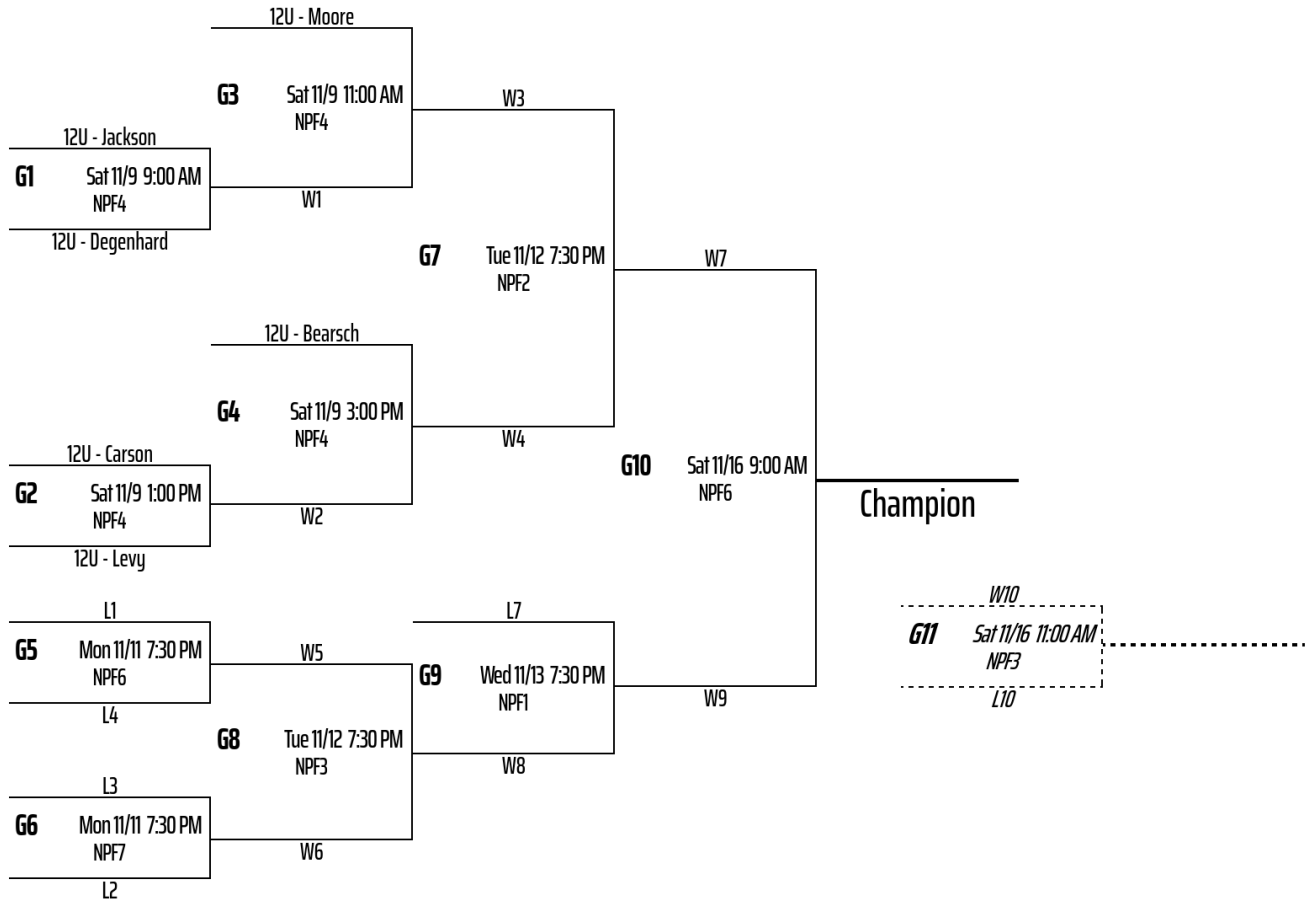 12U - Moore
G3 Sat 11/9 11:00 AM
NPF4
W3
12U - Jackson
G1 Sat 11/9 9:00 AM
NPF4
W1
12U - Degenhard
G7 Tue 11/12 7:30 PM
NPF2
W7
12U - Bearsch
G4 Sat 11/9 3:00 PM
NPF4
W4
12U - Carson
G2 Sat 11/9 1:00 PM
NPF4
W2
12U - Levy
G10 Sat 11/16 9:00 AM
NPF6
Champion
L1
G5 Mon 11/11 7:30 PM
NPF6
L4
W5
L7
G9 Wed 11/13 7:30 PM
NPF1
W9
W10
G11 Sat 11/16 11:00 AM
NPF3
L10
G8 Tue 11/12 7:30 PM
NPF3
W8
L3
G6 Mon 11/11 7:30 PM
NPF7
W6
L2